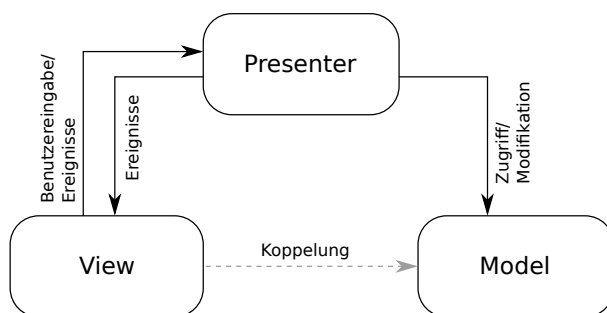 Presenter
Benutzereingabe/
Ereignisse
Ereignisse
Zugriff/
Modifikation
Koppelung
View
Model